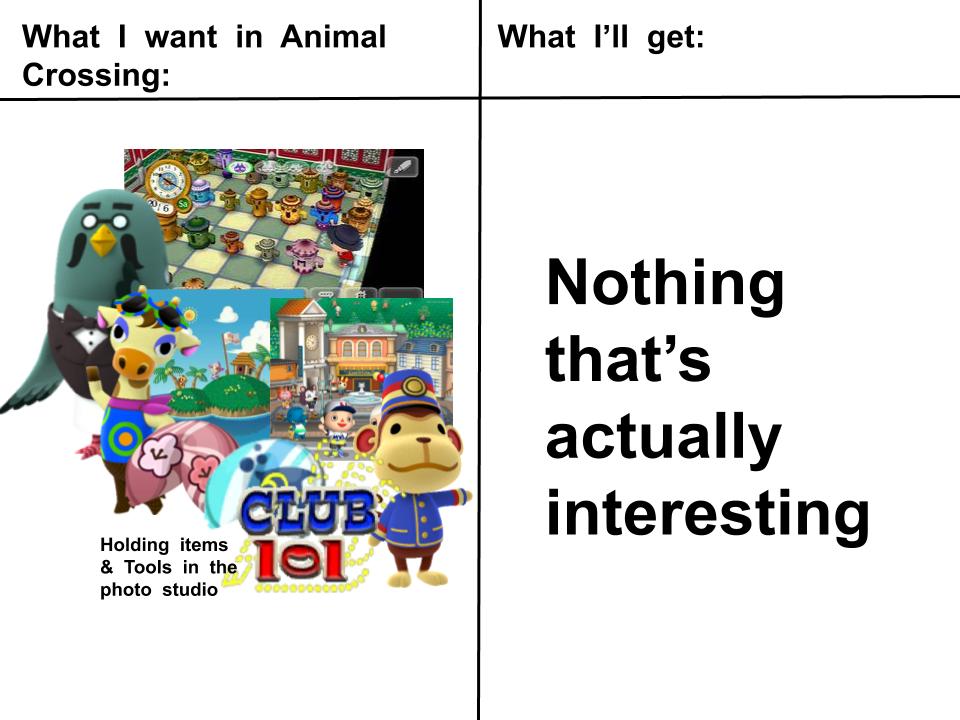 What I want in Animal
Crossing:
What I’ll get:
Nothing
that’s
actually
interesting
CLUB
101
Holding items
& Tools in the
photo studio